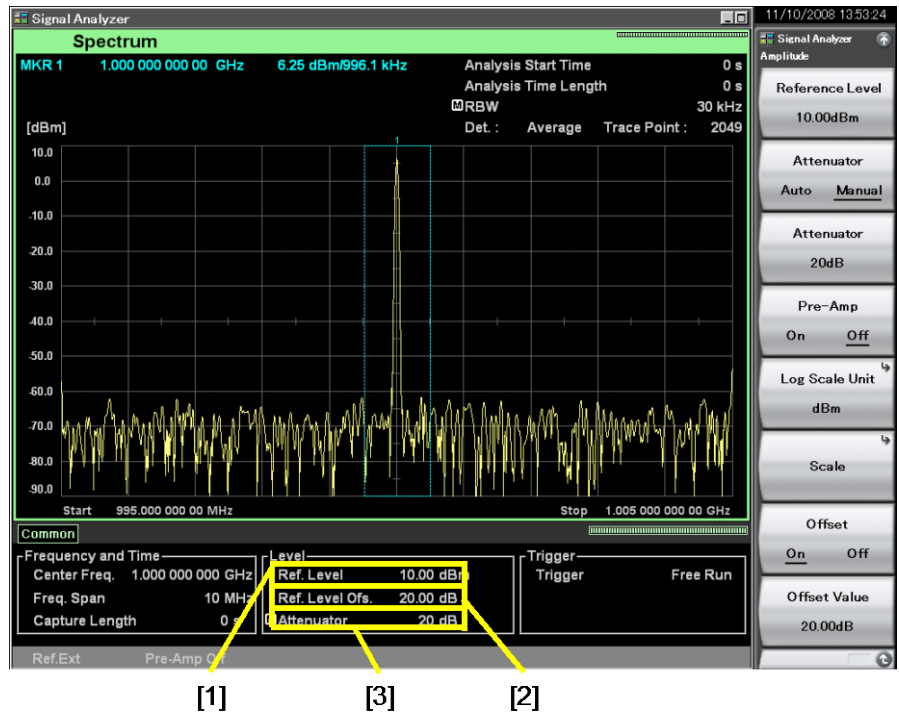 Signal Analyzer
11/10/2008 13:53:24
Spectrum
MKR 1 1.000 000 000 00 GHz 6.25 dBm/996.1 kHz
Analysis Start Time 0 s
Analysis Time Length 0 s
M RBW 30 kHz
Det. : Average Trace Point : 2049
[dBm]
1
10.0
0.0
-10.0
-20.0
-30.0
-40.0
-50.0
-60.0
-70.0
-80.0
-90.0
Start 995.000 000 00 MHz
Stop 1.005 000 000 00 GHz
Common
Frequency and Time
Center Freq. 1.000 000 000 GHz
Freq. Span 10 MHz
Capture Length 0 s
Level
Ref. Level 10.00 dBm
Ref. Level Ofs. 20.00 dB
Attenuator 20 dB
Trigger
Trigger Free Run
Ref.Ext Pre-Amp Off
Signal Analyzer
Amplitude
Reference Level
10.00dBm
Attenuator
Auto Manual
Attenuator
20dB
Pre-Amp
On Off
Log Scale Unit
dBm
Scale
Offset
On Off
Offset Value
20.00dB
[1] [3] [2]